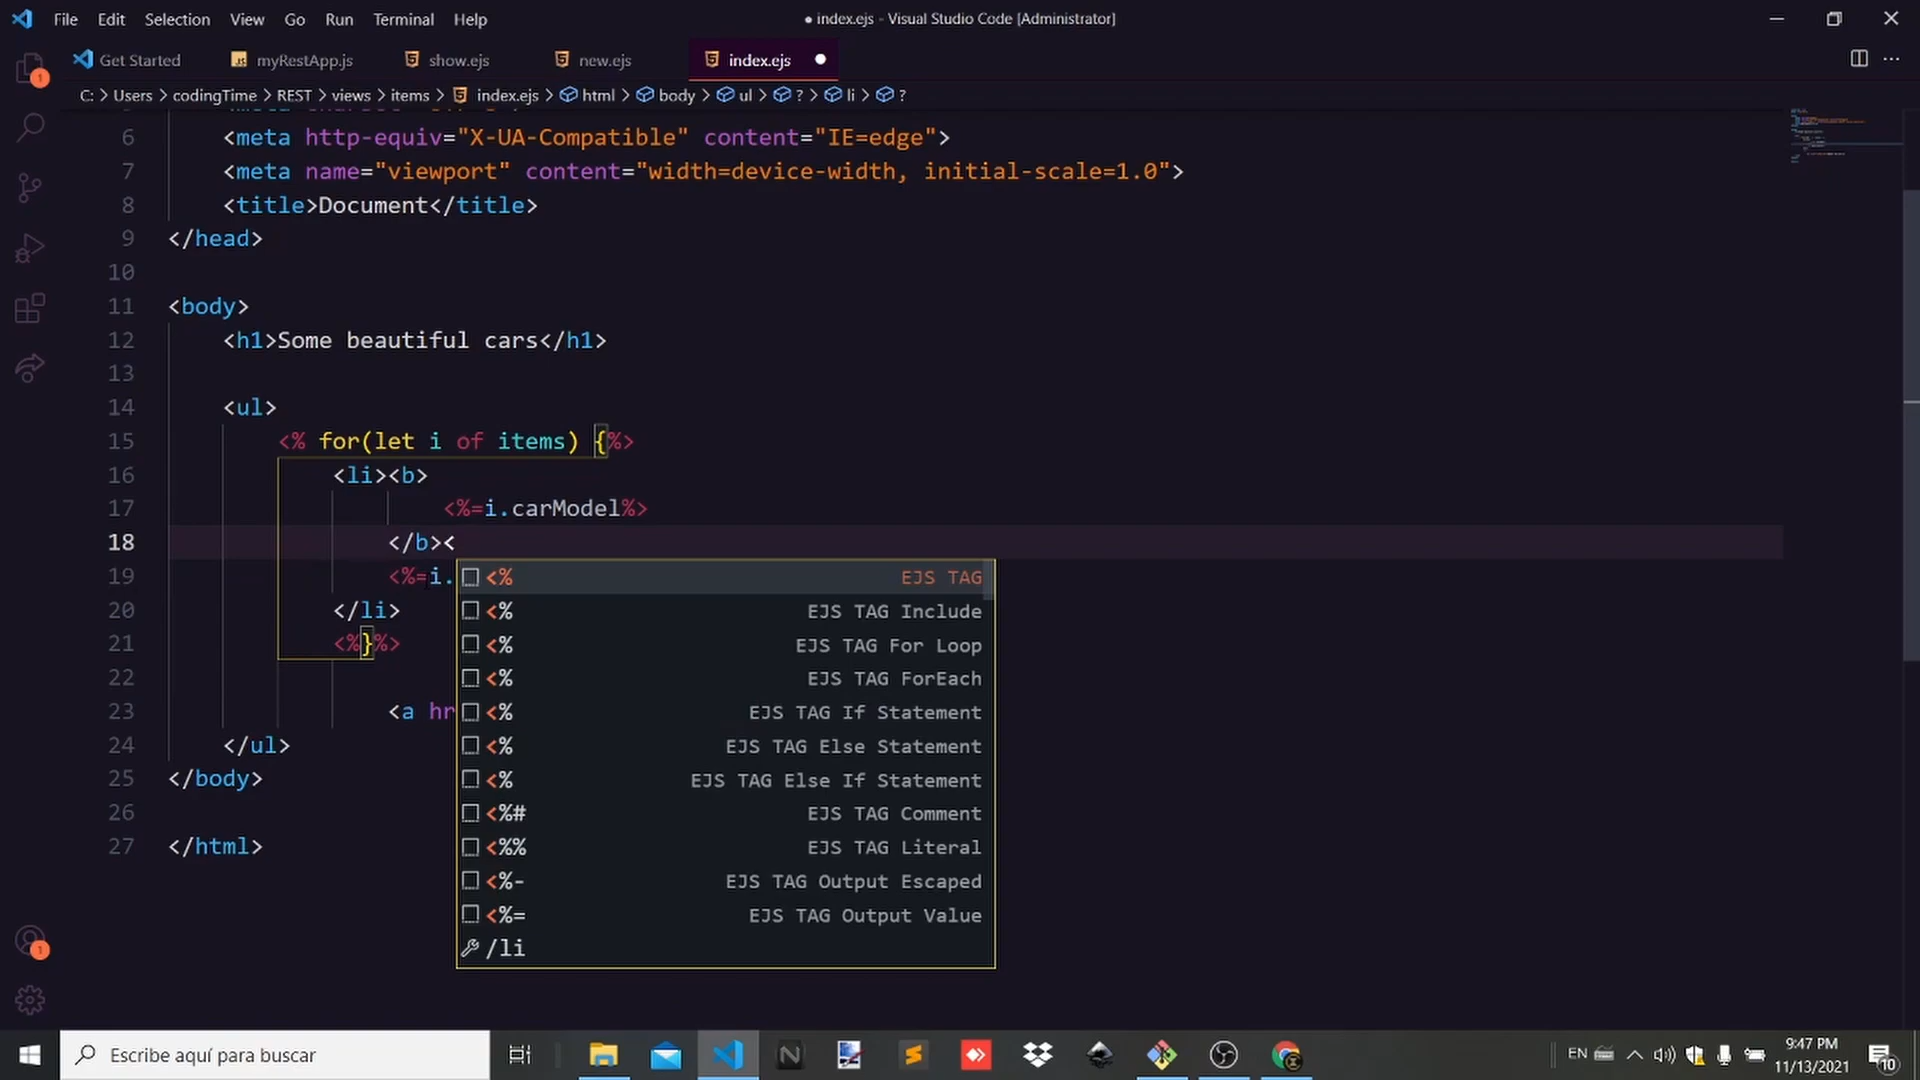 File Edit Selection View Go Run Terminal Help
● index.ejs - Visual Studio Code [Administrator]
Get Started myRestApp.js show.ejs new.ejs index.ejs
C: > Users > codingTime > REST > views > items > index.ejs > html > body > ul > ? > li > ?
6 <meta http-equiv="X-UA-Compatible" content="IE=edge">
7 <meta name="viewport" content="width=device-width, initial-scale=1.0">
8 <title>Document</title>
9 </head>
10
11 <body>
12 <h1>Some beautiful cars</h1>
13
14 <ul>
15 <% for(let i of items) {%>
16 <li><b>
17 <%=i.carModel%>
18 </b><
19 <%=i.
20 </li>
21 <%}%>
22
23 <a hr
24 </ul>
25 </body>
26
27 </html>
<% EJS TAG
<% EJS TAG Include
<% EJS TAG For Loop
<% EJS TAG ForEach
<% EJS TAG If Statement
<% EJS TAG Else Statement
<% EJS TAG Else If Statement
<%# EJS TAG Comment
<%% EJS TAG Literal
<%- EJS TAG Output Escaped
<%= EJS TAG Output Value
/li
1
1
Escribe aquí para buscar
EN
9:47 PM
11/13/2021
10